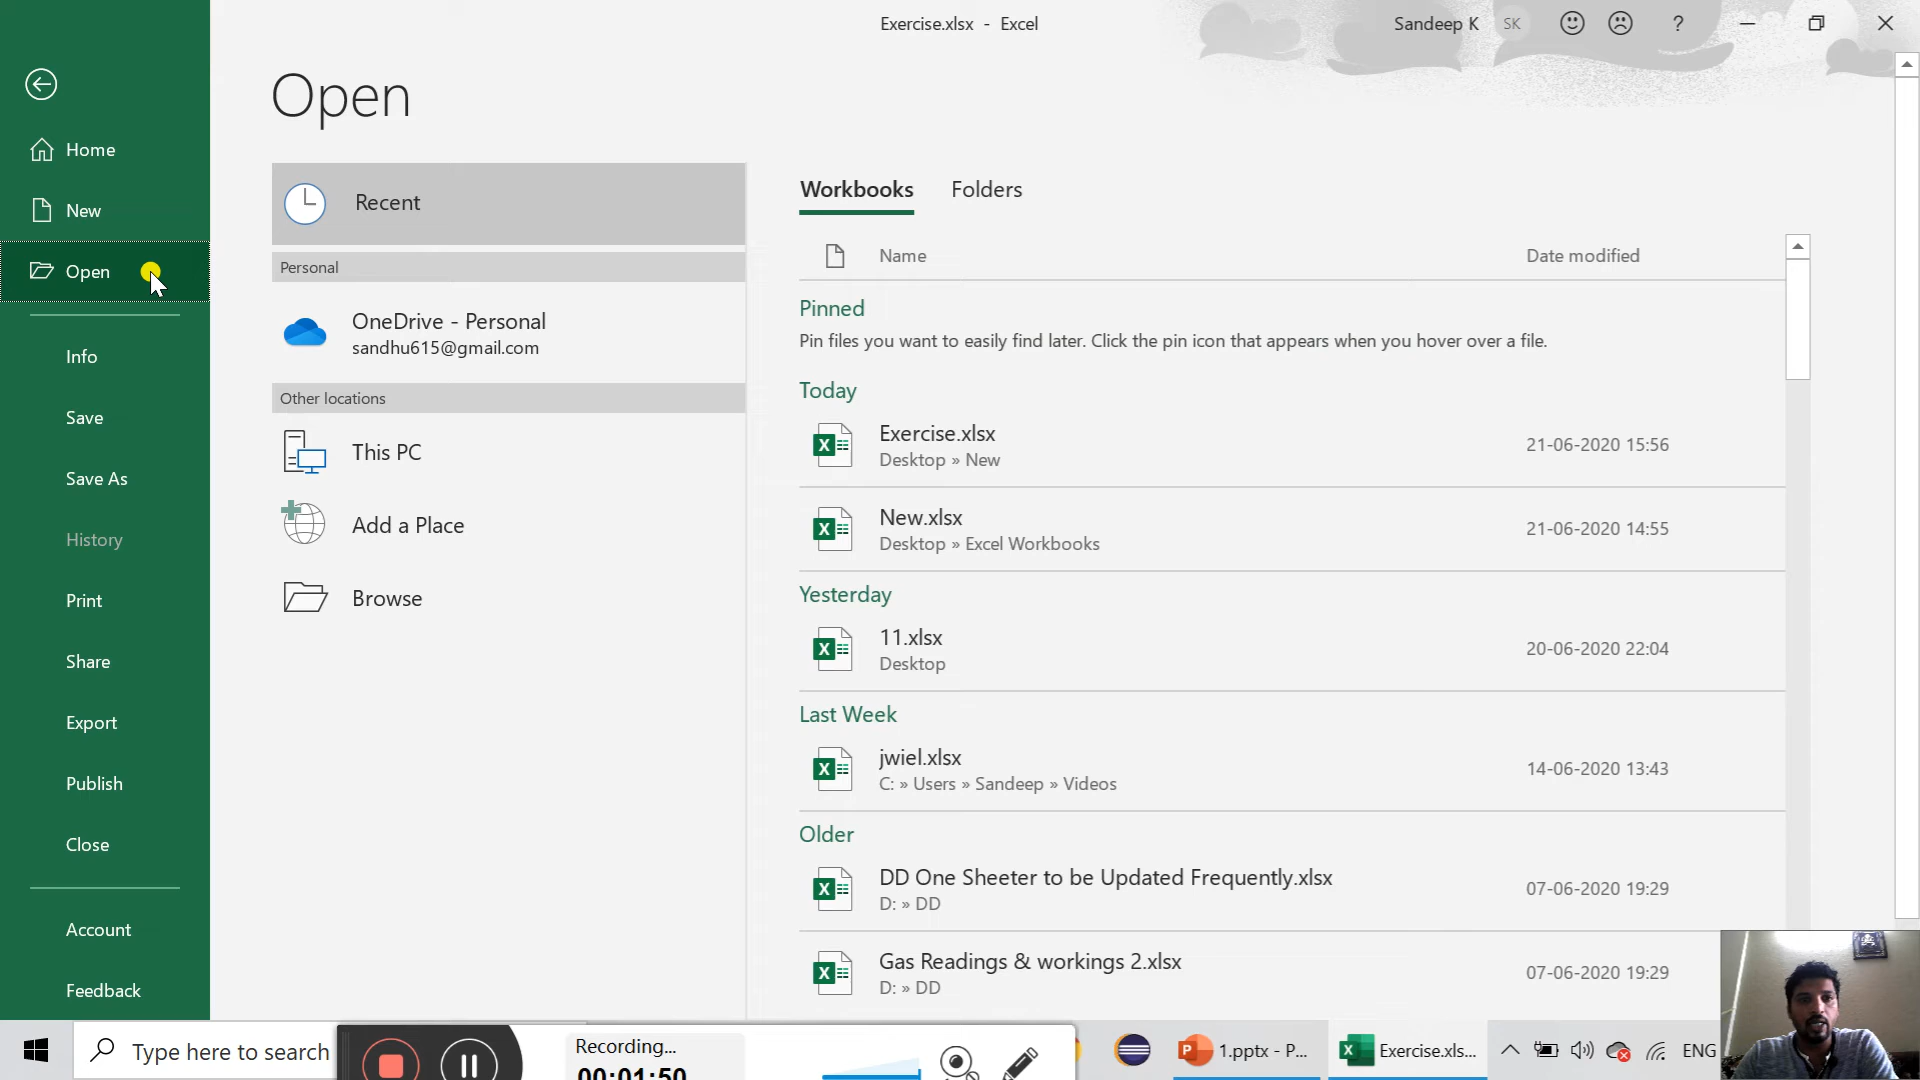 Exercise.xlsx - Excel
Sandeep K SK ?
Open
Home
New
Open
Info
Save
Save As
History
Print
Share
Export
Publish
Close
Account
Feedback
Recent
Personal
OneDrive - Personal
sandhu615@gmail.com
Other locations
This PC
Add a Place
Browse
Workbooks Folders
Name Date modified
Pinned
Pin files you want to easily find later. Click the pin icon that appears when you hover over a file.
Today
Exercise.xlsx 21-06-2020 15:56
Desktop » New
New.xlsx 21-06-2020 14:55
Desktop » Excel Workbooks
Yesterday
11.xlsx 20-06-2020 22:04
Desktop
Last Week
jwiel.xlsx 14-06-2020 13:43
C: » Users » Sandeep » Videos
Older
DD One Sheeter to be Updated Frequently.xlsx 07-06-2020 19:29
D: » DD
Gas Readings & workings 2.xlsx 07-06-2020 19:29
D: » DD
Type here to search
Recording...
00:01:50
1.pptx - P...
Exercise.xls...
ENG